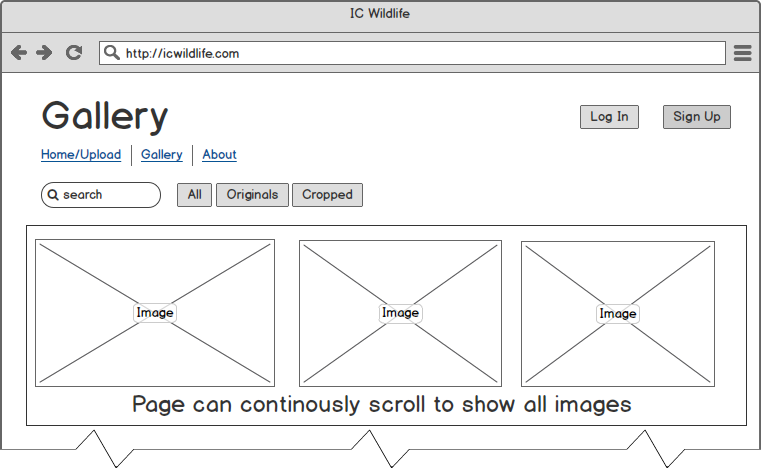 IC Wildlife
http://icwildlife.com
Gallery
Log In
Sign Up
Home/Upload
Gallery
About
search
All
Originals
Cropped
Image
Image
Image
Page can continously scroll to show all images